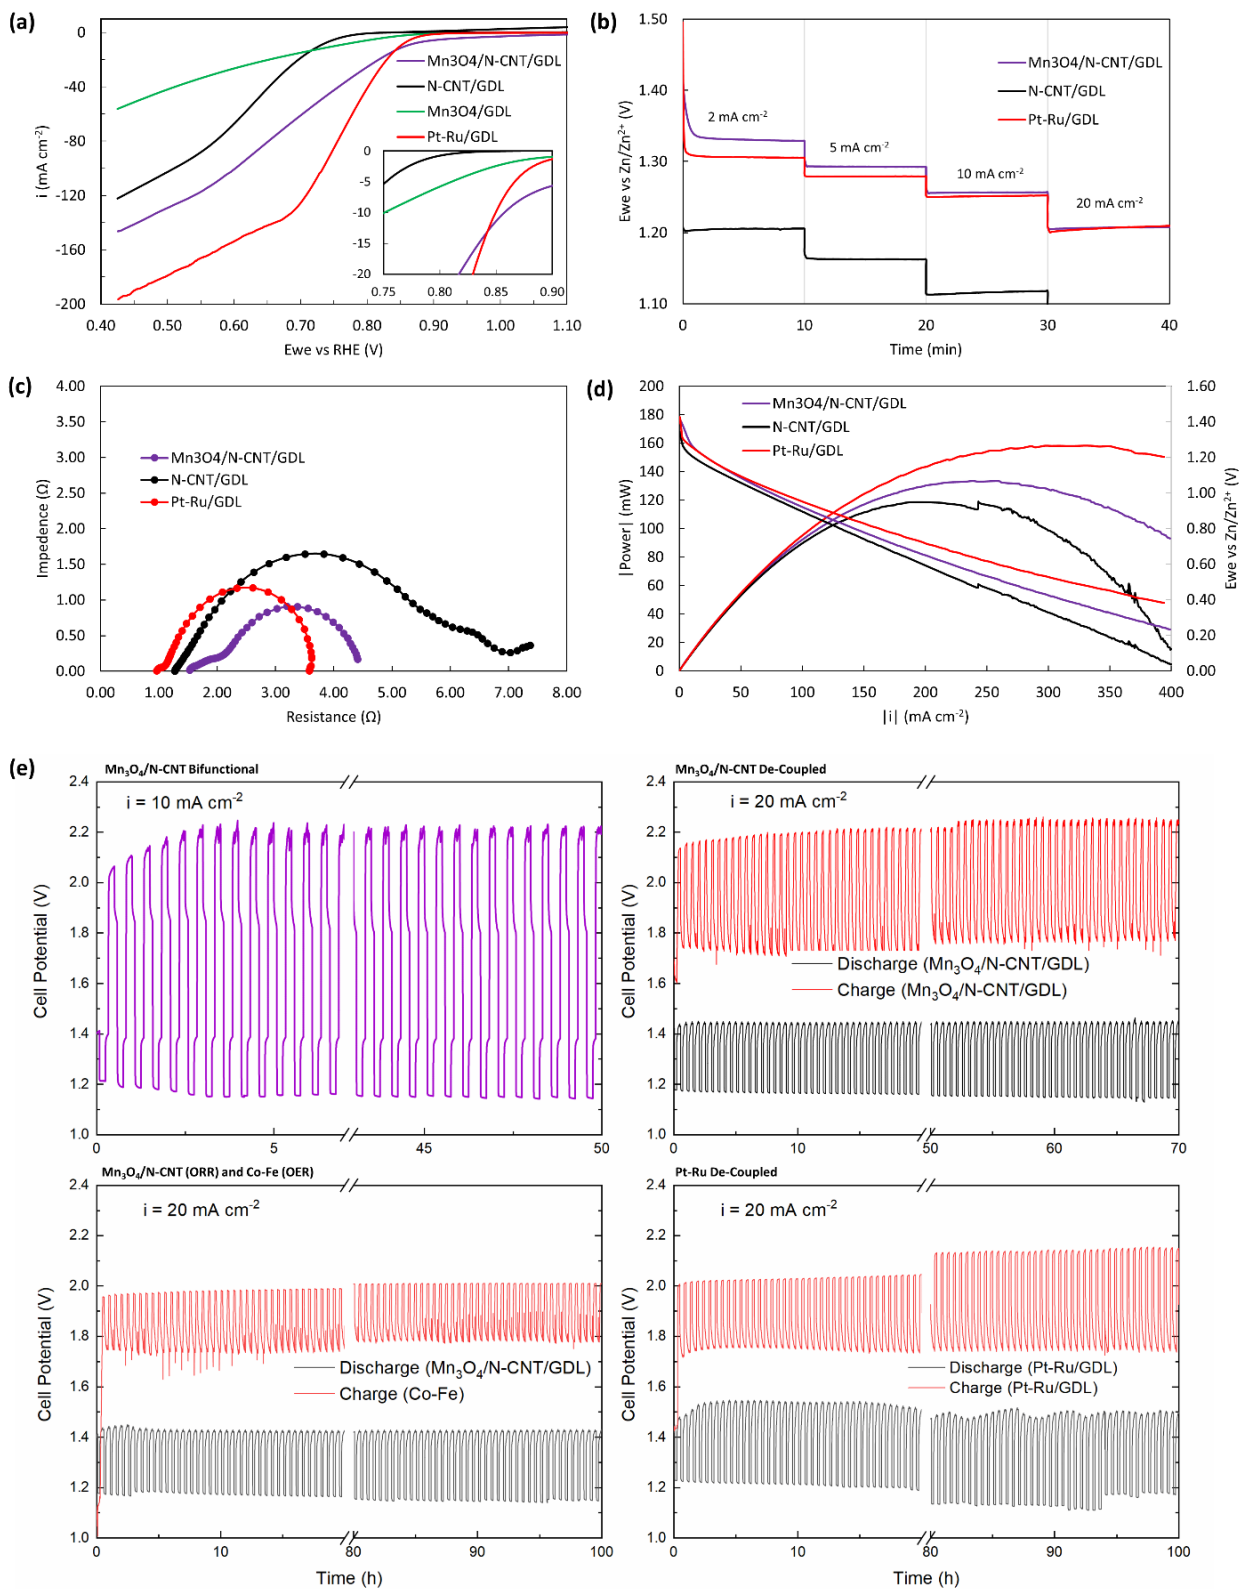 (a)
0
-40
-80
-120
-160
-200
i (mA cm-2)
Mn3O4/N-CNT/GDL
N-CNT/GDL
Mn3O4/GDL
Pt-Ru/GDL
0
-5
-10
-15
-20
0.75 0.80 0.85 0.90
0.40 0.50 0.60 0.70 0.80 0.90 1.00 1.10
Ewe vs RHE (V)
(b)
1.50
1.40
1.30
1.20
1.10
Ewe vs Zn/Zn²⁺ (V)
Mn3O4/N-CNT/GDL
N-CNT/GDL
Pt-Ru/GDL
2 mA cm-2
5 mA cm-2
10 mA cm-2
20 mA cm-2
0 10 20 30 40
Time (min)
(c)
4.00
3.50
3.00
2.50
2.00
1.50
1.00
0.50
0.00
Impedence (Ω)
Mn3O4/N-CNT/GDL
N-CNT/GDL
Pt-Ru/GDL
0.00 1.00 2.00 3.00 4.00 5.00 6.00 7.00 8.00
Resistance (Ω)
(d)
200
180
160
140
120
100
80
60
40
20
0
|Power| (mW)
Mn3O4/N-CNT/GDL
N-CNT/GDL
Pt-Ru/GDL
1.60
1.40
1.20
1.00
0.80
0.60
0.40
0.20
0.00
Ewe vs Zn/Zn²⁺ (V)
0 50 100 150 200 250 300 350 400
|i| (mA cm-2)
(e)
Mn₃O₄/N-CNT Bifunctional
i = 10 mA cm⁻²
2.4
2.2
2.0
1.8
1.6
1.4
1.2
1.0
Cell Potential (V)
0 5 45 50
Mn₃O₄/N-CNT De-Coupled
i = 20 mA cm⁻²
2.4
2.2
2.0
1.8
1.6
1.4
1.2
1.0
Cell Potential (V)
Discharge (Mn₃O₄/N-CNT/GDL)
Charge (Mn₃O₄/N-CNT/GDL)
0 10 50 60 70
Mn₃O₄/N-CNT (ORR) and Co-Fe (OER)
i = 20 mA cm⁻²
2.4
2.2
2.0
1.8
1.6
1.4
1.2
1.0
Cell Potential (V)
Discharge (Mn₃O₄/N-CNT/GDL)
Charge (Co-Fe)
0 10 80 90 100
Time (h)
Pt-Ru De-Coupled
i = 20 mA cm⁻²
2.4
2.2
2.0
1.8
1.6
1.4
1.2
1.0
Cell Potential (V)
Discharge (Pt-Ru/GDL)
Charge (Pt-Ru/GDL)
0 10 80 90 100
Time (h)